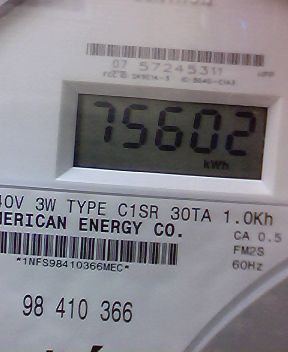 07 57245311
75602
kWh
40V 3W TYPE C1SR 30TA 1.0Kh
MERICAN ENERGY CO.
CA 0.5
FM2S
60Hz
*1NFS98410366MEC*
98 410 366